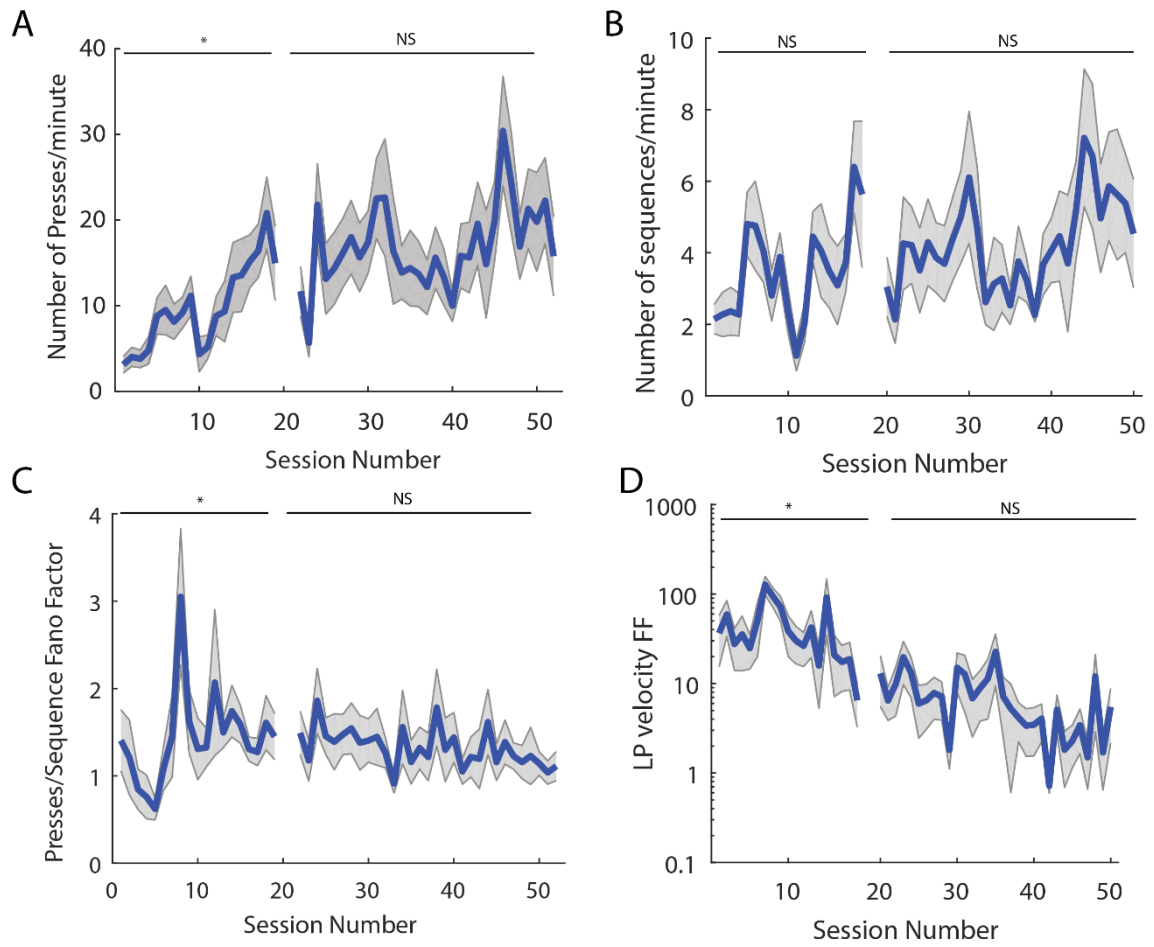 A
*
NS
40
30
20
10
0
10
20
30
40
50
Number of Presses/minute
Session Number
B
NS
NS
10
8
6
4
2
0
10
20
30
40
50
Number of sequences/minute
Session Number
C
*
NS
4
3
2
1
0
0
10
20
30
40
50
Presses/Sequence Fano Factor
Session Number
D
*
NS
1000
100
10
1
0.1
10
20
30
40
50
LP velocity FF
Session Number